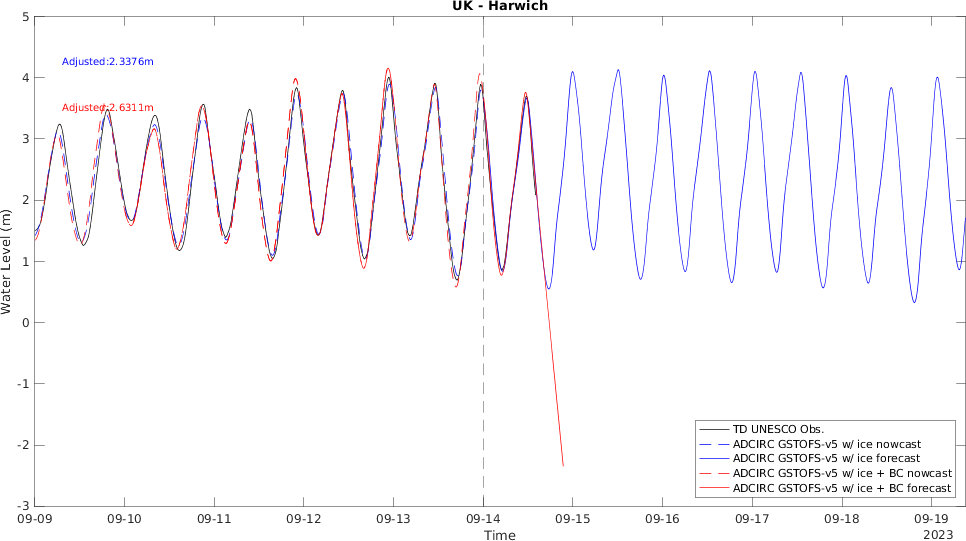 UK - Harwich
5
4
3
2
1
0
-1
-2
-3
Water Level (m)
Adjusted:2.3376m
Adjusted:2.6311m
TD UNESCO Obs.
ADCIRC GSTOFS-v5 w/ ice nowcast
ADCIRC GSTOFS-v5 w/ ice forecast
ADCIRC GSTOFS-v5 w/ ice + BC nowcast
ADCIRC GSTOFS-v5 w/ ice + BC forecast
09-09 09-10 09-11 09-12 09-13 09-14 09-15 09-16 09-17 09-18 09-19
Time
2023